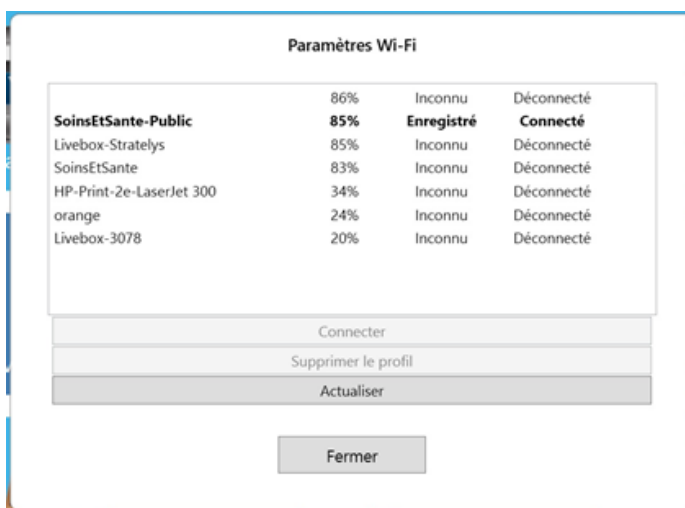 Paramètres Wi-Fi
86% Inconnu Déconnecté
SoinsEtSante-Public 85% Enregistré Connecté
Livebox-Stratelys 85% Inconnu Déconnecté
SoinsEtSante 83% Inconnu Déconnecté
HP-Print-2e-LaserJet 300 34% Inconnu Déconnecté
orange 24% Inconnu Déconnecté
Livebox-3078 20% Inconnu Déconnecté
Connecter
Supprimer le profil
Actualiser
Fermer